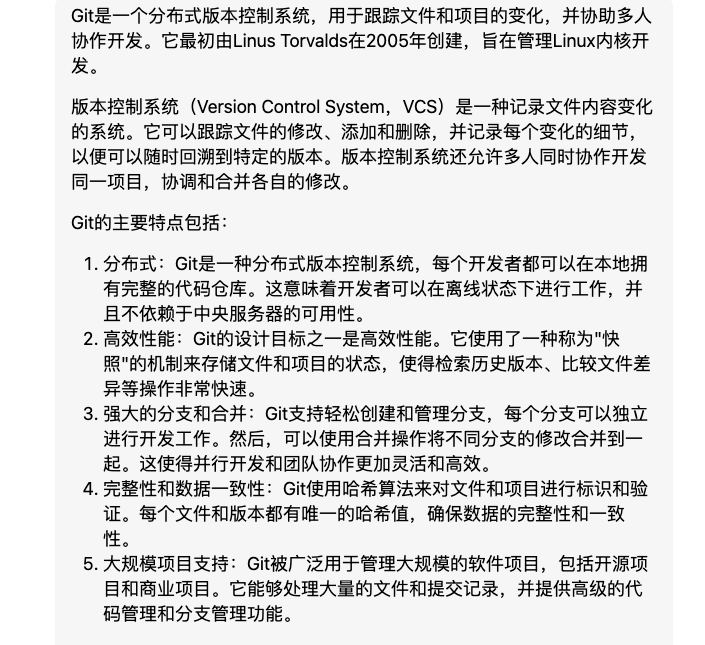 Git是一个分布式版本控制系统，用于跟踪文件和项目的变化，并协助多人
协作开发。它最初由Linus Torvalds在2005年创建，旨在管理Linux内核开
发。
版本控制系统（Version Control System，VCS）是一种记录文件内容变化
的系统。它可以跟踪文件的修改、添加和删除，并记录每个变化的细节，
以便可以随时回溯到特定的版本。版本控制系统还允许多人同时协作开发
同一项目，协调和合并各自的修改。
Git的主要特点包括：
1. 分布式：Git是一种分布式版本控制系统，每个开发者都可以在本地拥
有完整的代码仓库。这意味着开发者可以在离线状态下进行工作，并
且不依赖于中央服务器的可用性。
2. 高效性能：Git的设计目标之一是高效性能。它使用了一种称为"快
照"的机制来存储文件和项目的状态，使得检索历史版本、比较文件差
异等操作非常快速。
3. 强大的分支和合并：Git支持轻松创建和管理分支，每个分支可以独立
进行开发工作。然后，可以使用合并操作将不同分支的修改合并到一
起。这使得并行开发和团队协作更加灵活和高效。
4. 完整性和数据一致性：Git使用哈希算法来对文件和项目进行标识和验
证。每个文件和版本都有唯一的哈希值，确保数据的完整性和一致
性。
5. 大规模项目支持：Git被广泛用于管理大规模的软件项目，包括开源项
目和商业项目。它能够处理大量的文件和提交记录，并提供高级的代
码管理和分支管理功能。